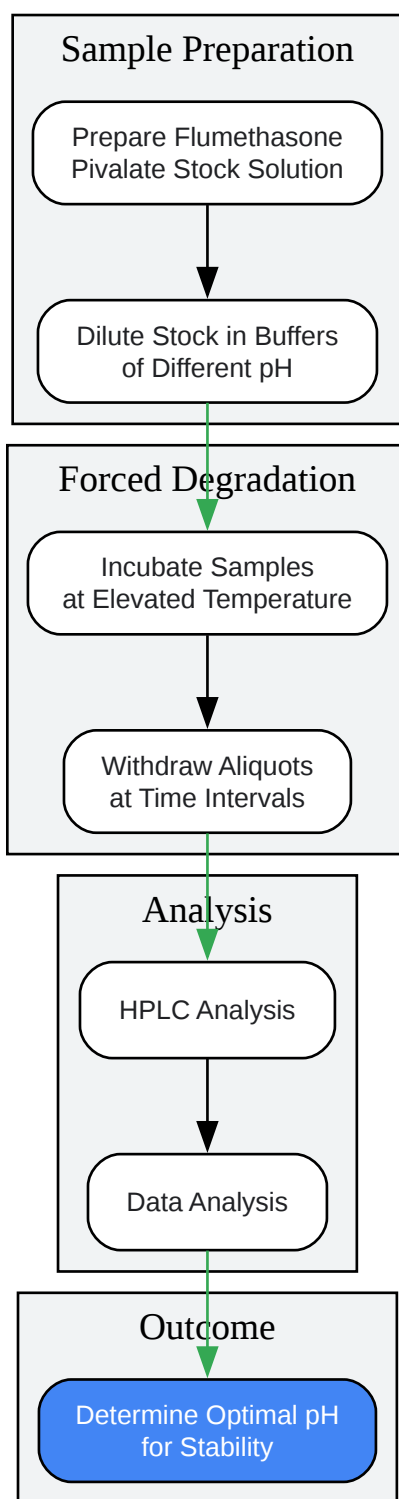 Sample Preparation
Prepare Flumethasone
Pivalate Stock Solution
Dilute Stock in Buffers
of Different pH
Forced Degradation
Incubate Samples
at Elevated Temperature
Withdraw Aliquots
at Time Intervals
Analysis
HPLC Analysis
Data Analysis
Outcome
Determine Optimal pH
for Stability